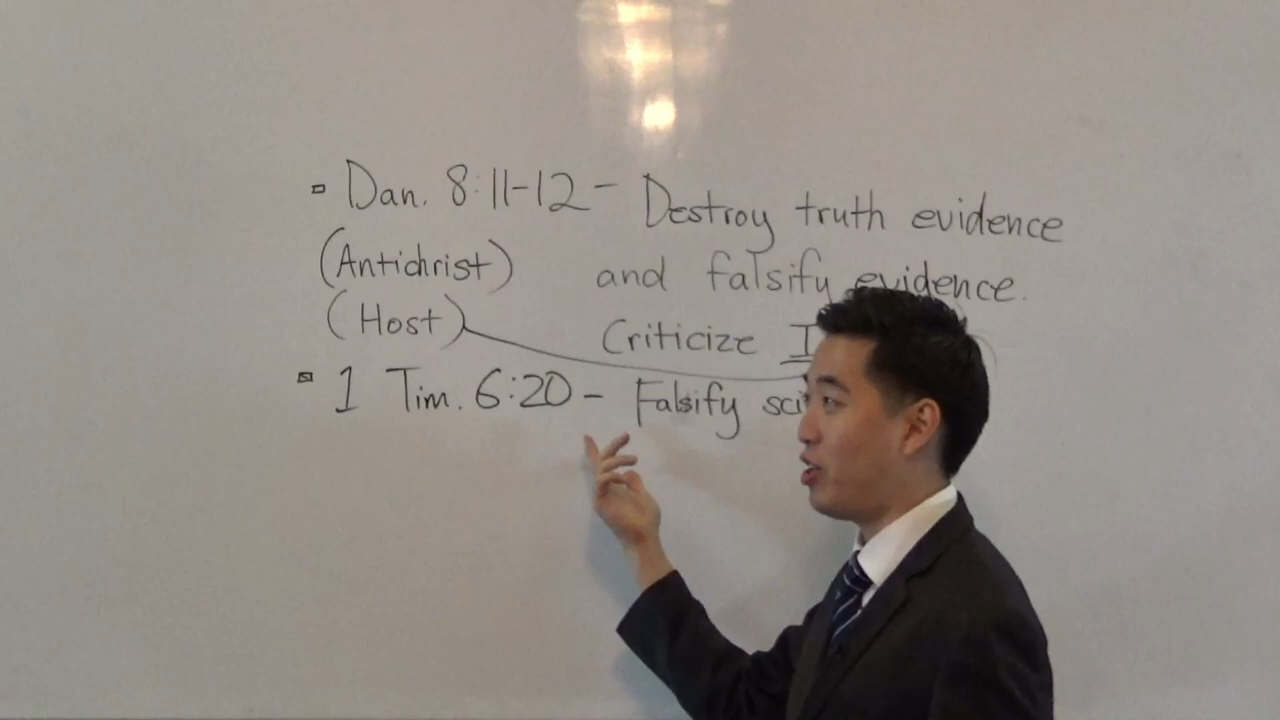 Dan. 8:11-12 - Destroy truth evidence
(Antichrist) and falsify evidence.
(Host) Criticize
1 Tim. 6:20 - Falsify